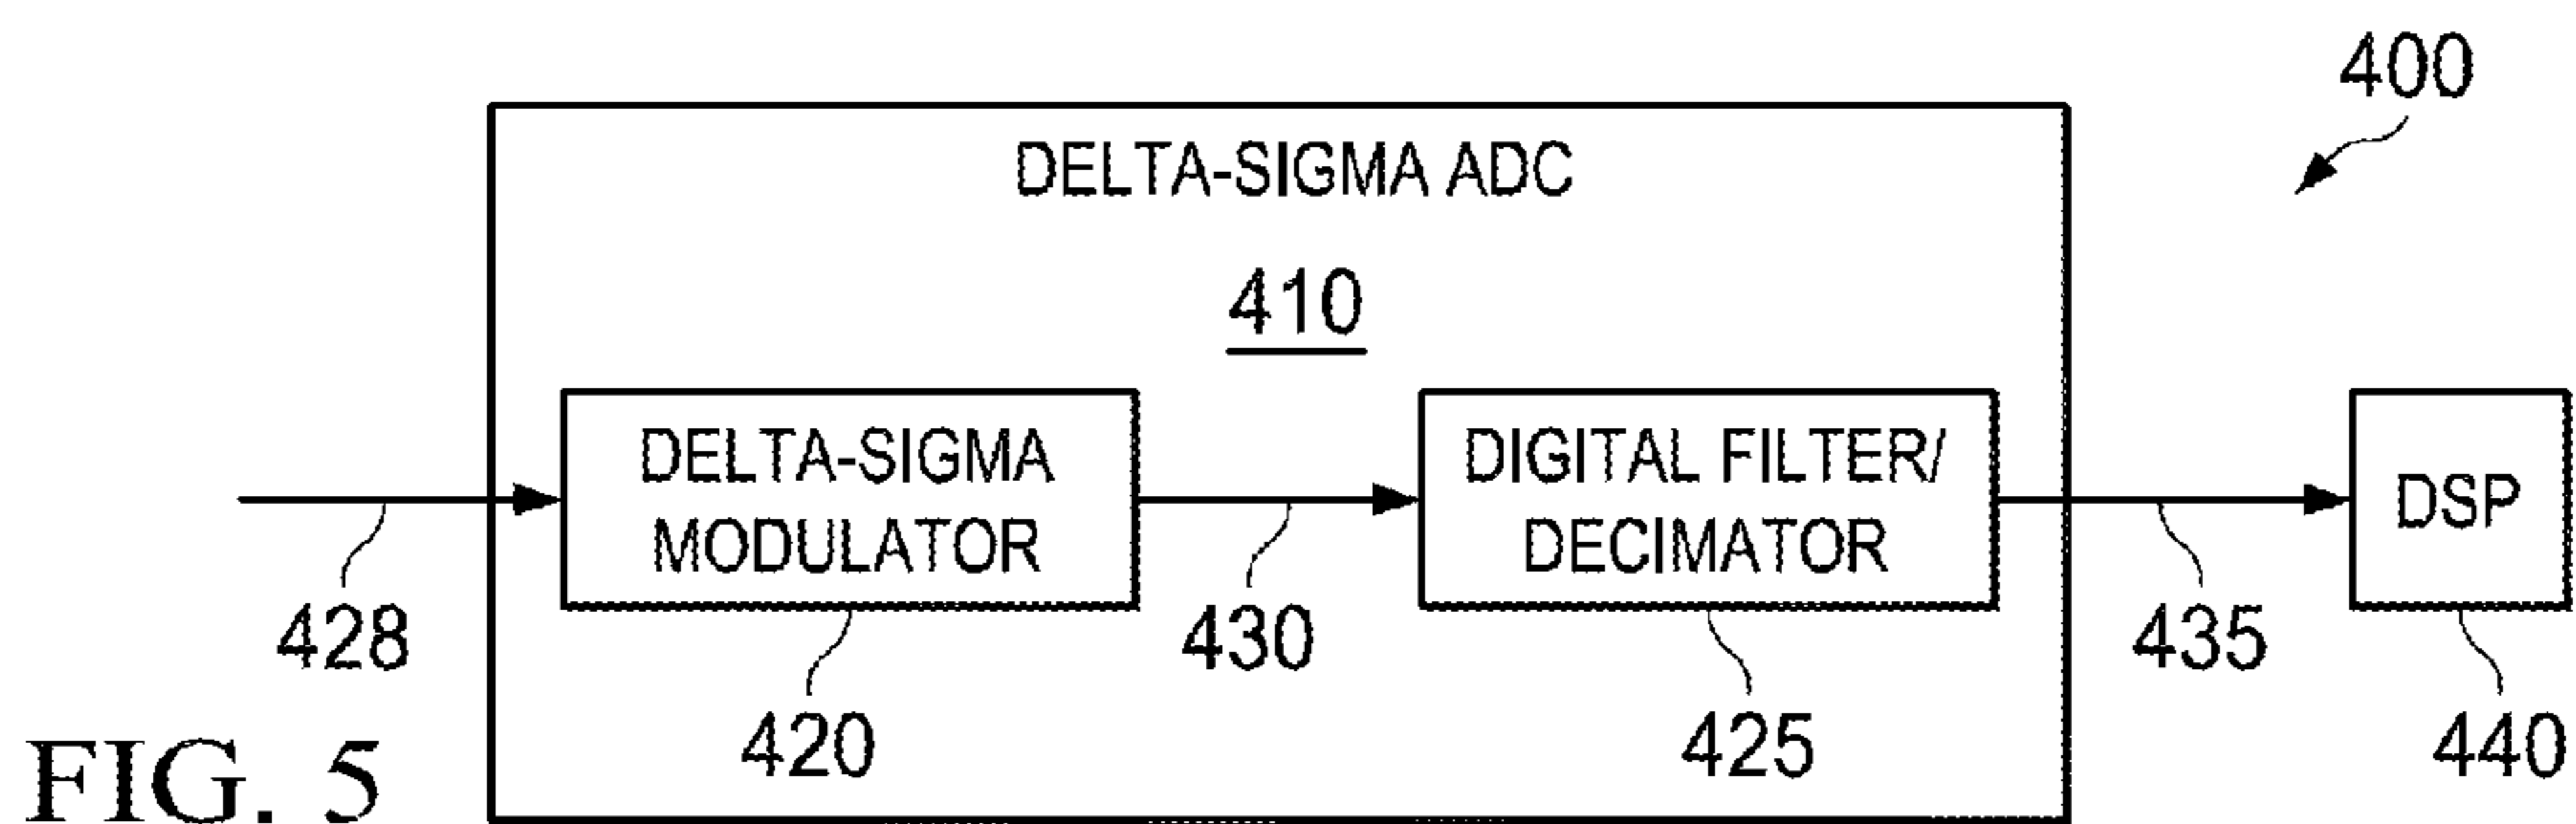 400
DELTA-SIGMA ADC
410
DELTA-SIGMA
MODULATOR
DIGITAL FILTER/
DECIMATOR
DSP
428
430
435
420
425
440
FIG. 5